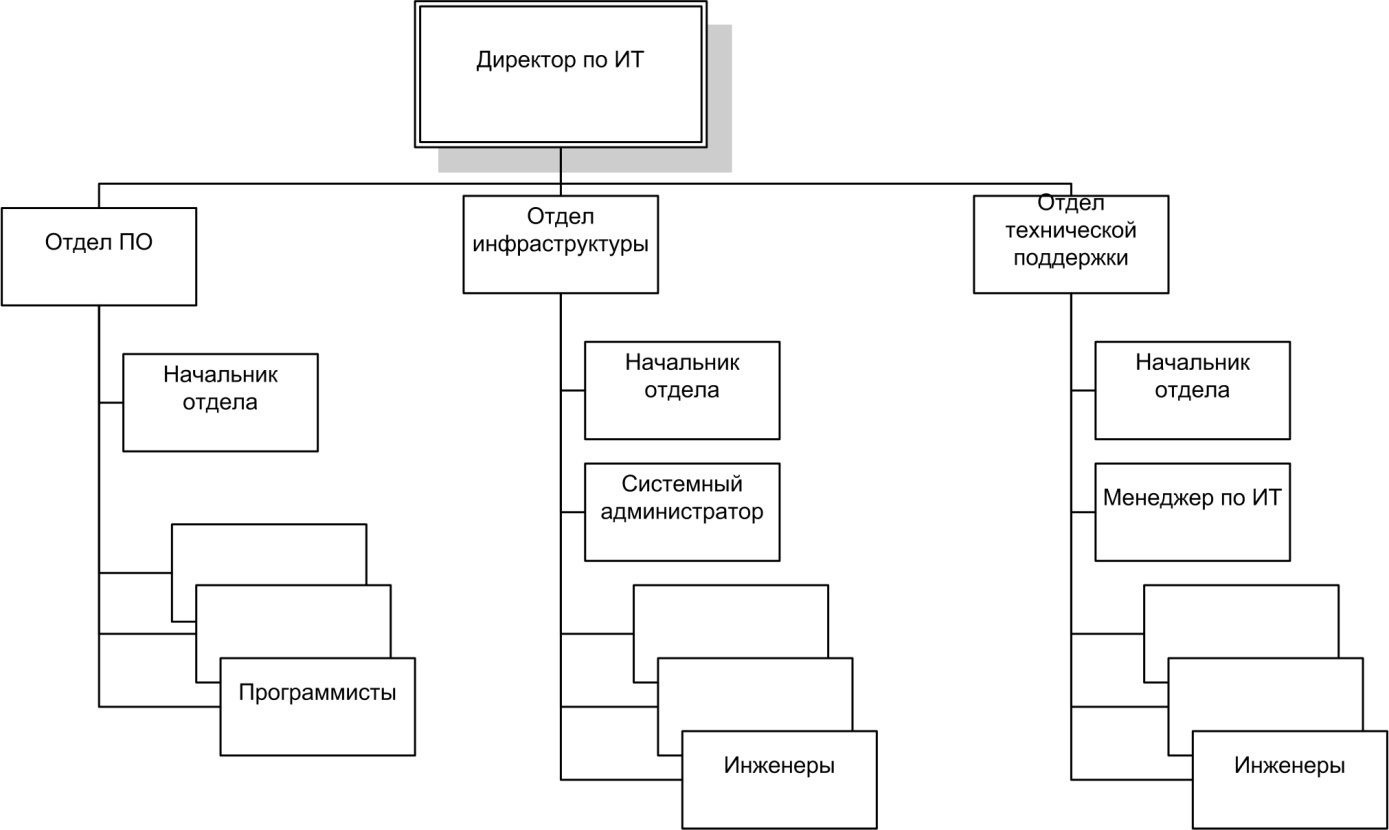 Директор по ИТ
Отдел ПО
Отдел
инфраструктуры
Отдел
технической
поддержки
Начальник
отдела
Начальник
отдела
Начальник
отдела
Системный
администратор
Менеджер по ИТ
Программисты
Инженеры
Инженеры